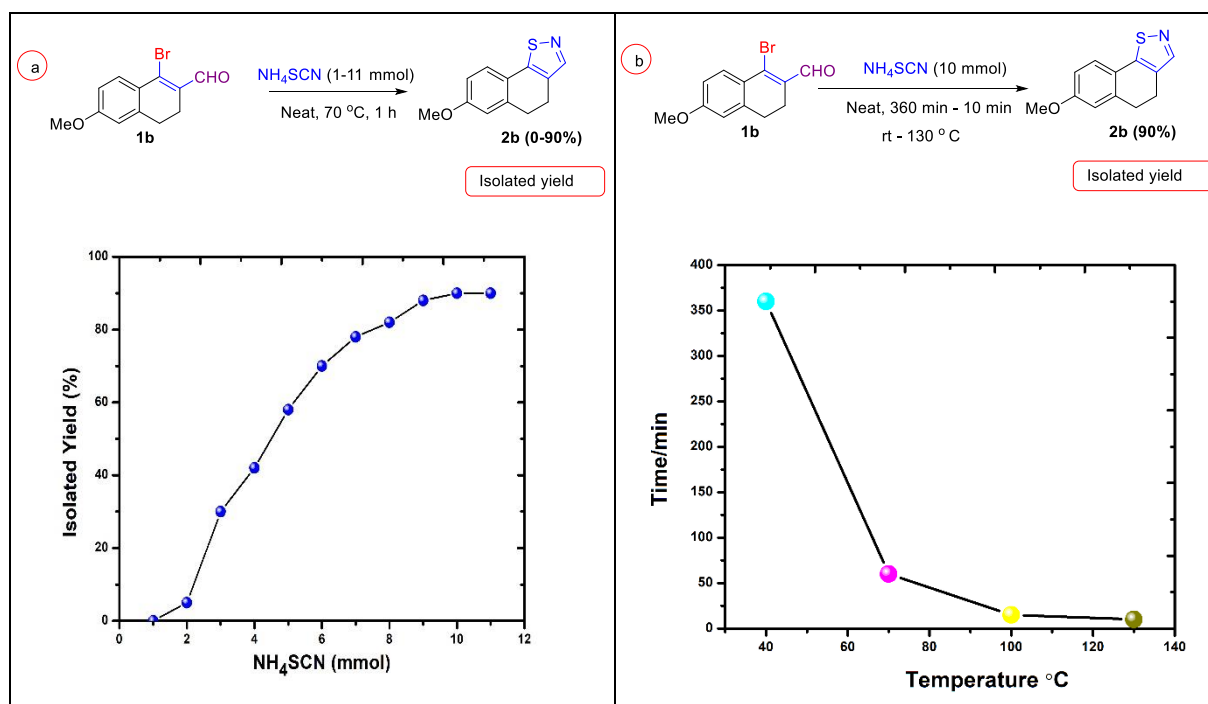 a
Br
CHO
MeO
1b
NH4SCN (1-11 mmol)
Neat, 70 °C, 1 h
S
N
MeO
2b (0-90%)
Isolated yield
100
80
60
40
20
0
0 2 4 6 8 10 12
Isolated Yield (%)
NH4SCN (mmol)
b
Br
CHO
MeO
1b
NH4SCN (10 mmol)
Neat, 360 min - 10 min
rt - 130 ° C
S
N
MeO
2b (90%)
Isolated yield
400
350
300
250
200
150
100
50
0
40 60 80 100 120 140
Time/min
Temperature °C